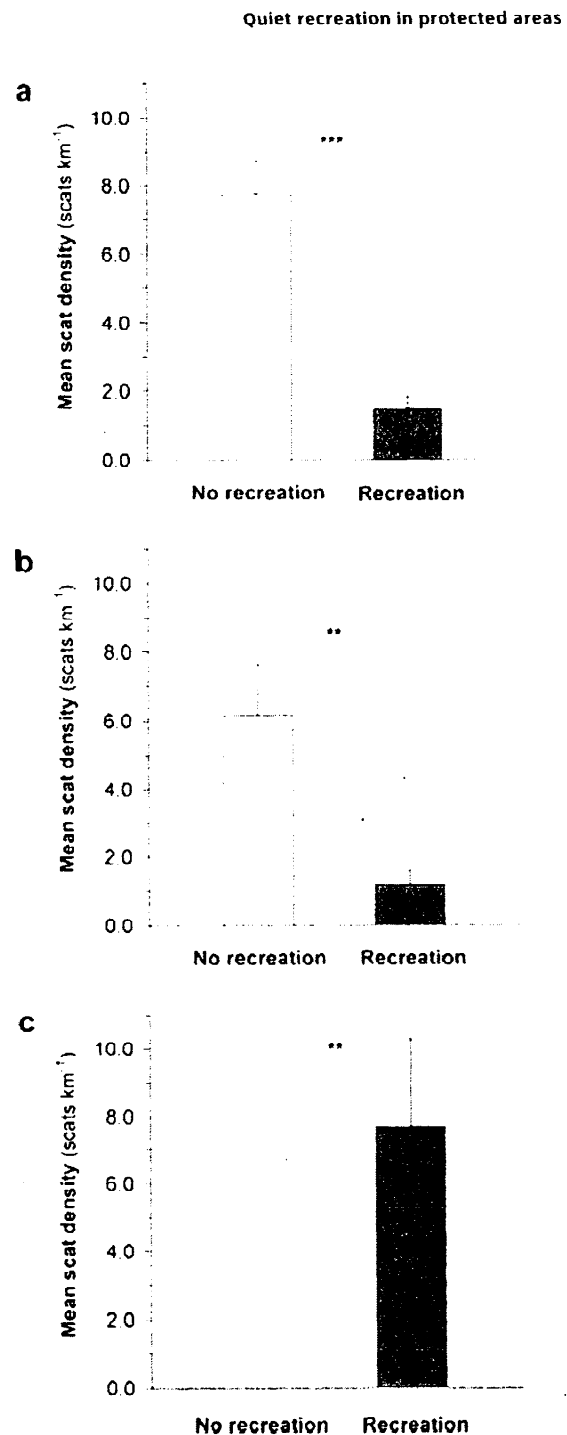 Quiet recreation in protected areas
a
Mean scat density (scats km⁻¹)
10.0
8.0
6.0
4.0
2.0
0.0
***
No recreation
Recreation
b
Mean scat density (scats km⁻¹)
10.0
8.0
6.0
4.0
2.0
0.0
**
No recreation
Recreation
c
Mean scat density (scats km⁻¹)
10.0
8.0
6.0
4.0
2.0
0.0
**
No recreation
Recreation